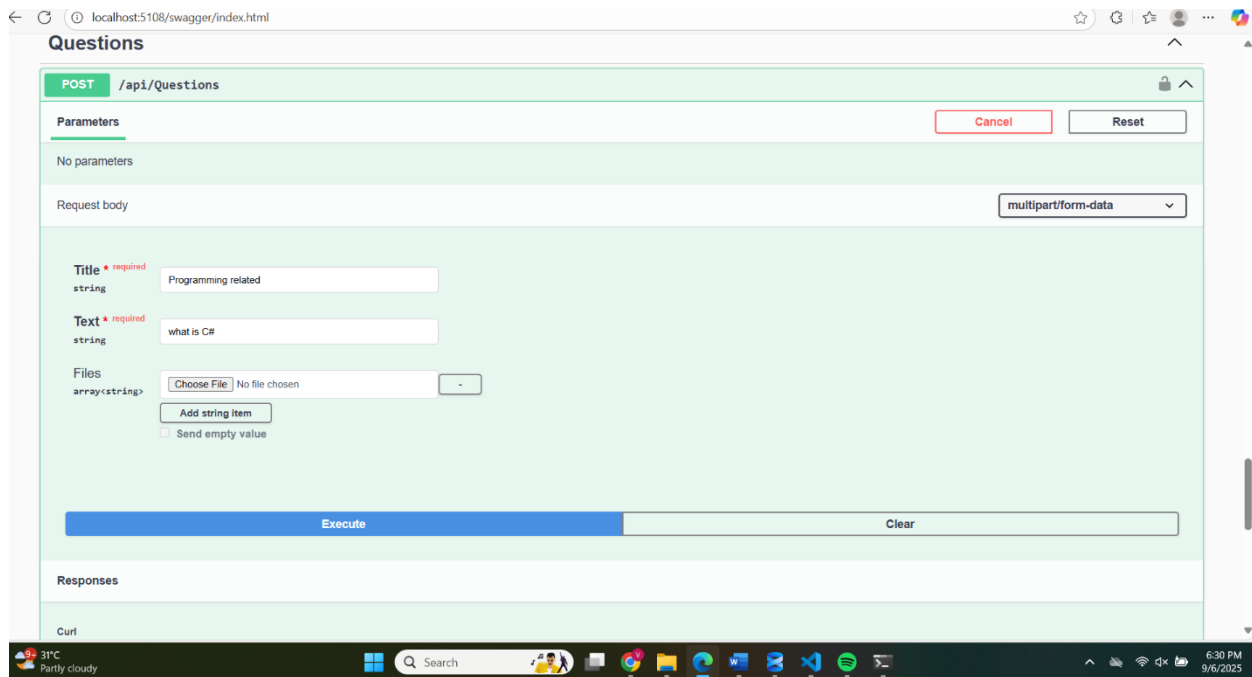 localhost:5108/swagger/index.html
Questions
POST /api/Questions
Parameters
Cancel
Reset
No parameters
Request body
multipart/form-data
Title * required
string
Programming related
Text * required
string
what is C#
Files
array<string>
Choose File No file chosen
-
Add string item
Send empty value
Execute
Clear
Responses
Curl
9+
31°C
Partly cloudy
Search
6:30 PM
9/6/2025